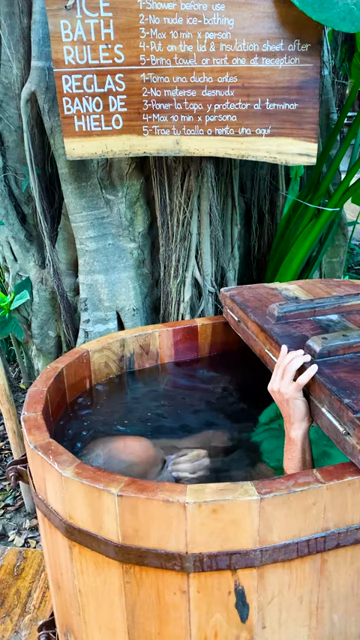 ICE
BATH
RULES
1-Shower before use
2-No nude ice-bathing
3-Max 10 min x person
4-Put on the lid & insulation sheet after
5-Bring towel or rent one at reception
REGLAS
BAÑO DE
HIELO
1-Toma una ducha antes
2-No meterse desnudx
3-Poner la tapa y protector al terminar
4-Max 10 min x persona
5-Trae tu toalla o renta una aquí